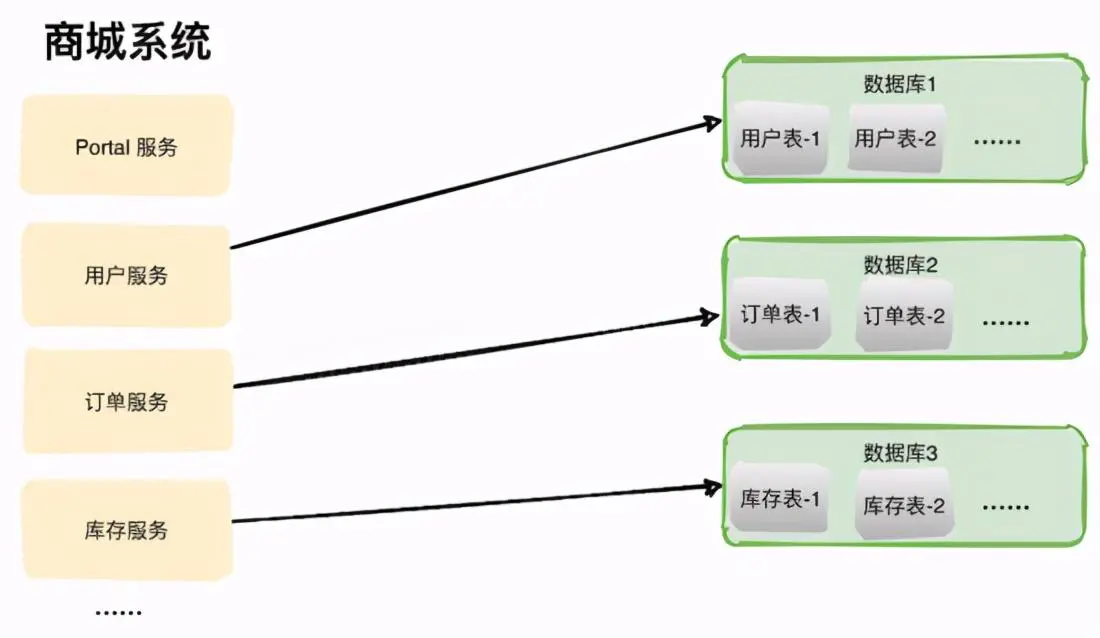 商城系统
Portal 服务
用户服务
订单服务
库存服务
……
数据库1
用户表-1 用户表-2 ……
数据库2
订单表-1 订单表-2 ……
数据库3
库存表-1 库存表-2 ……